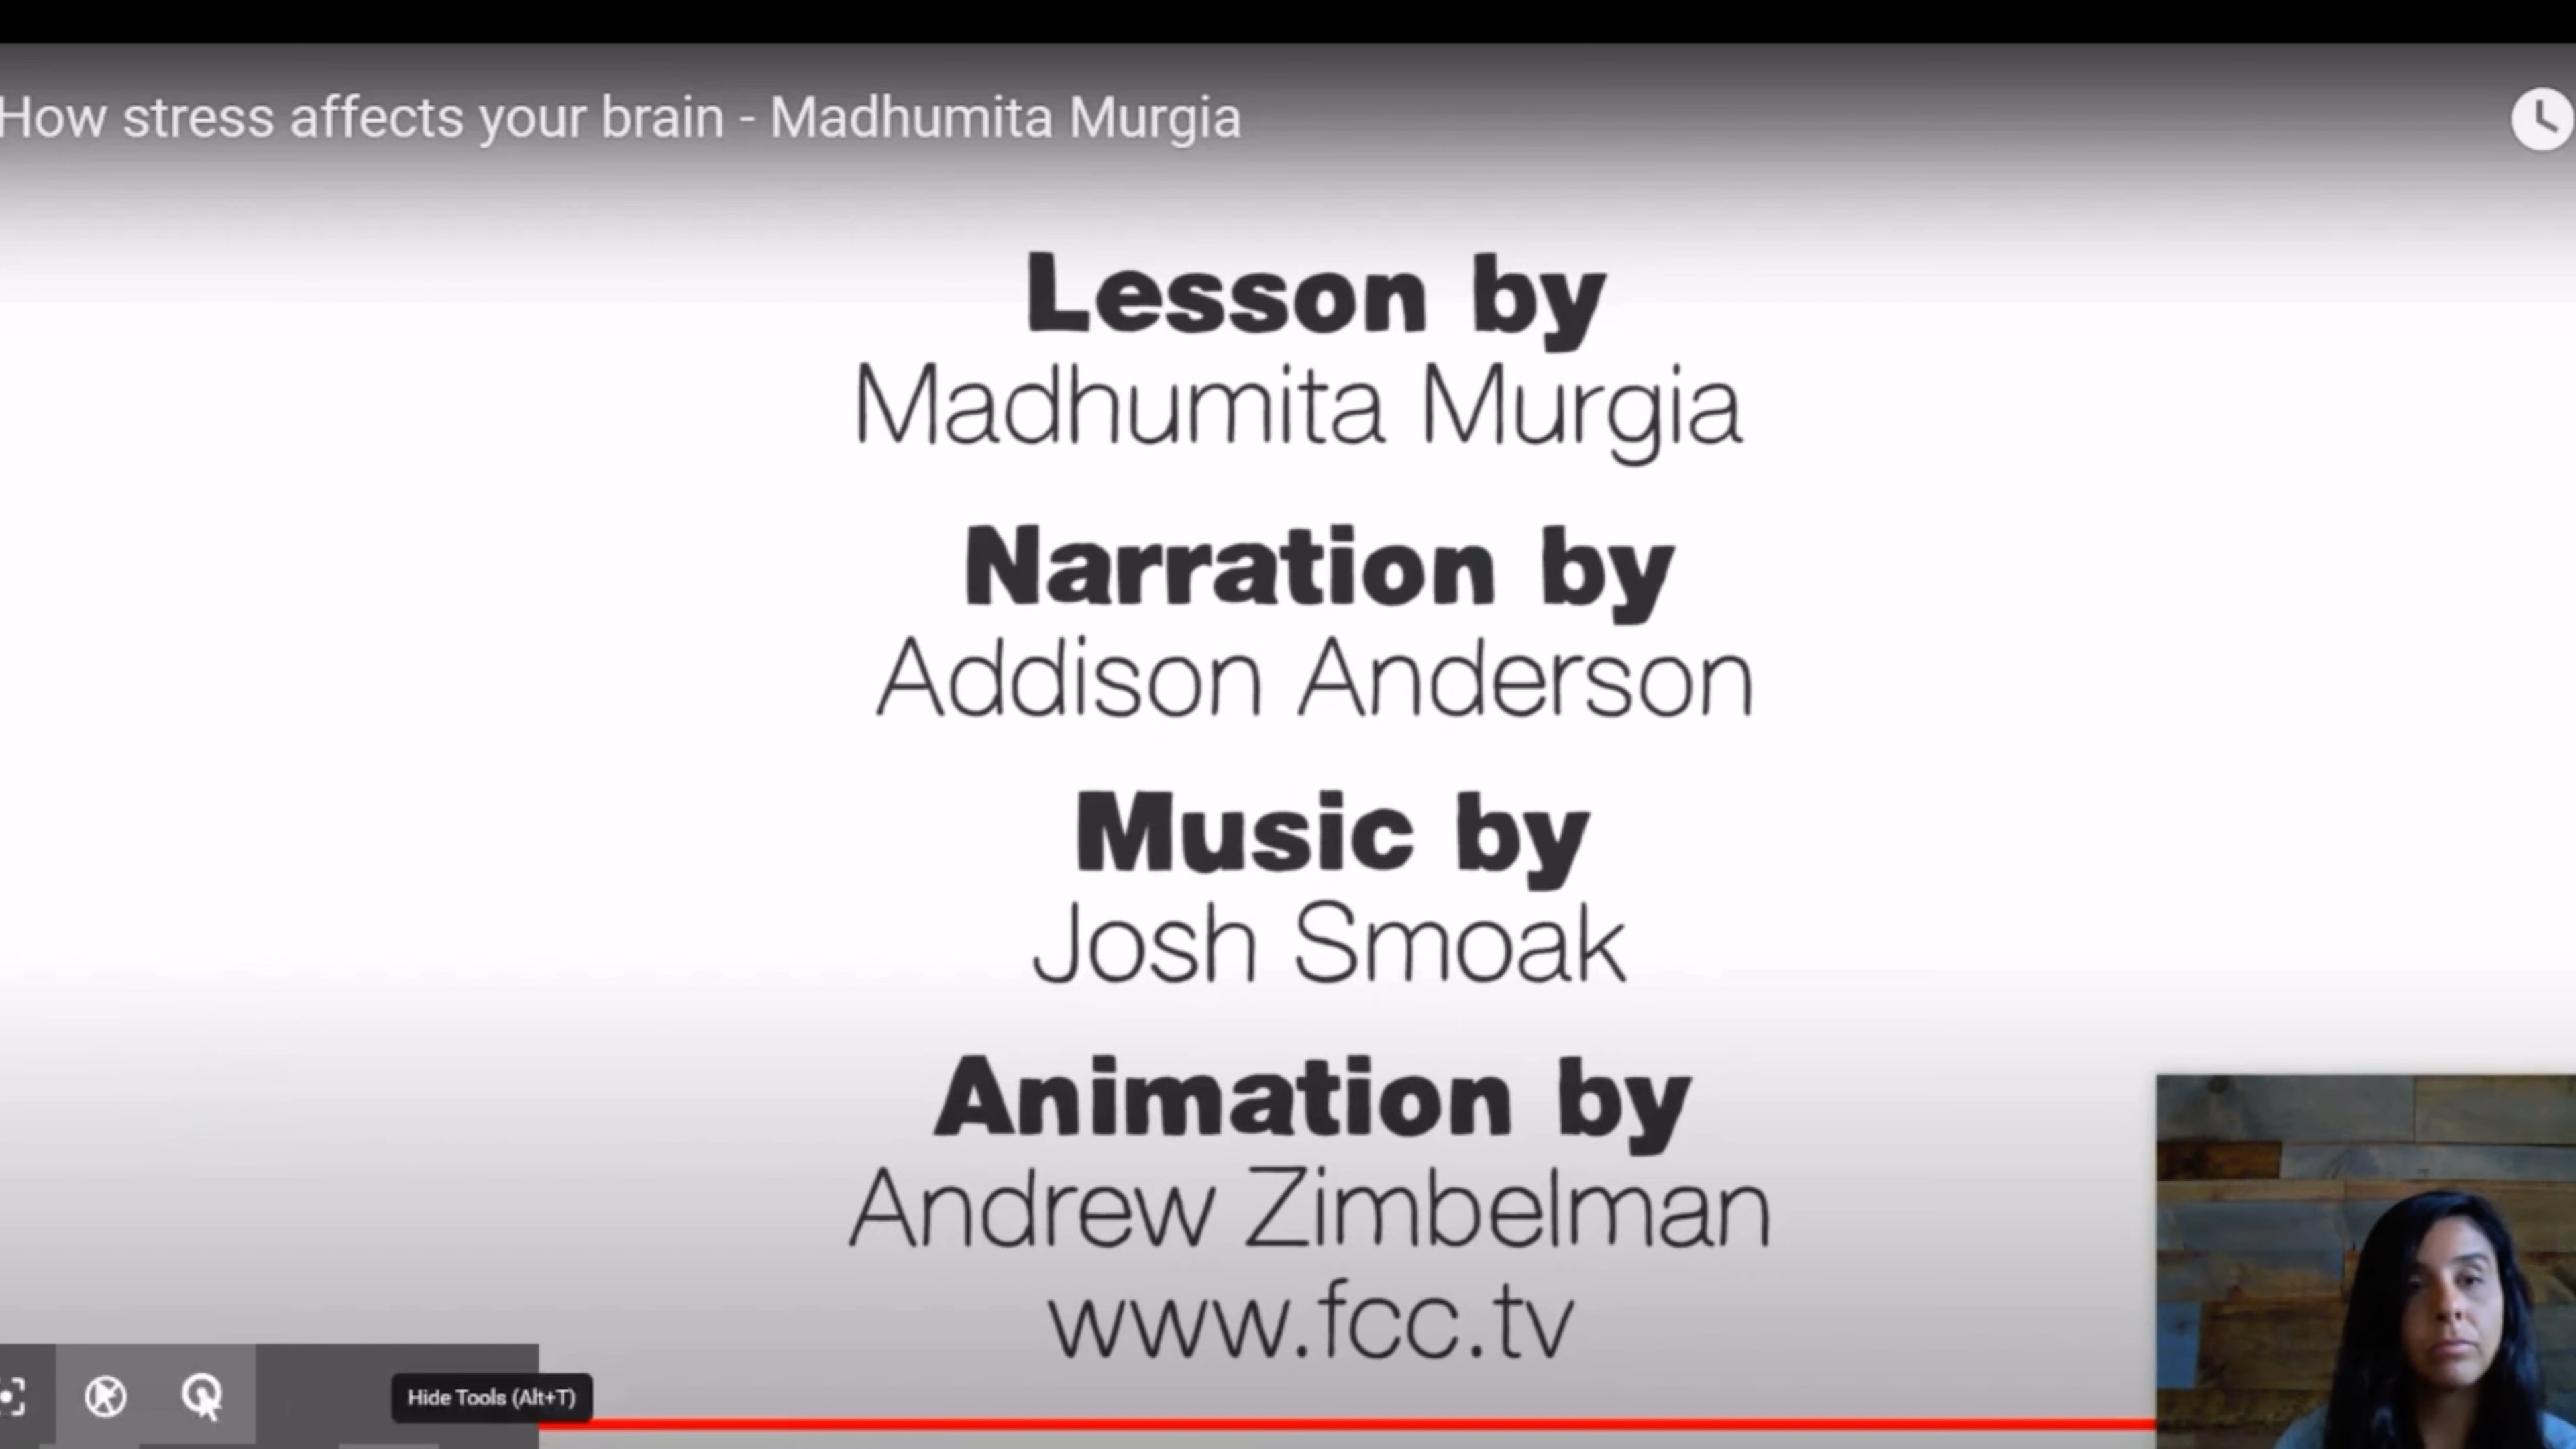 How stress affects your brain - Madhumita Murgia
Lesson by
Madhumita Murgia
Narration by
Addison Anderson
Music by
Josh Smoak
Animation by
Andrew Zimbelman
www.fcc.tv
Hide Tools (Alt+T)